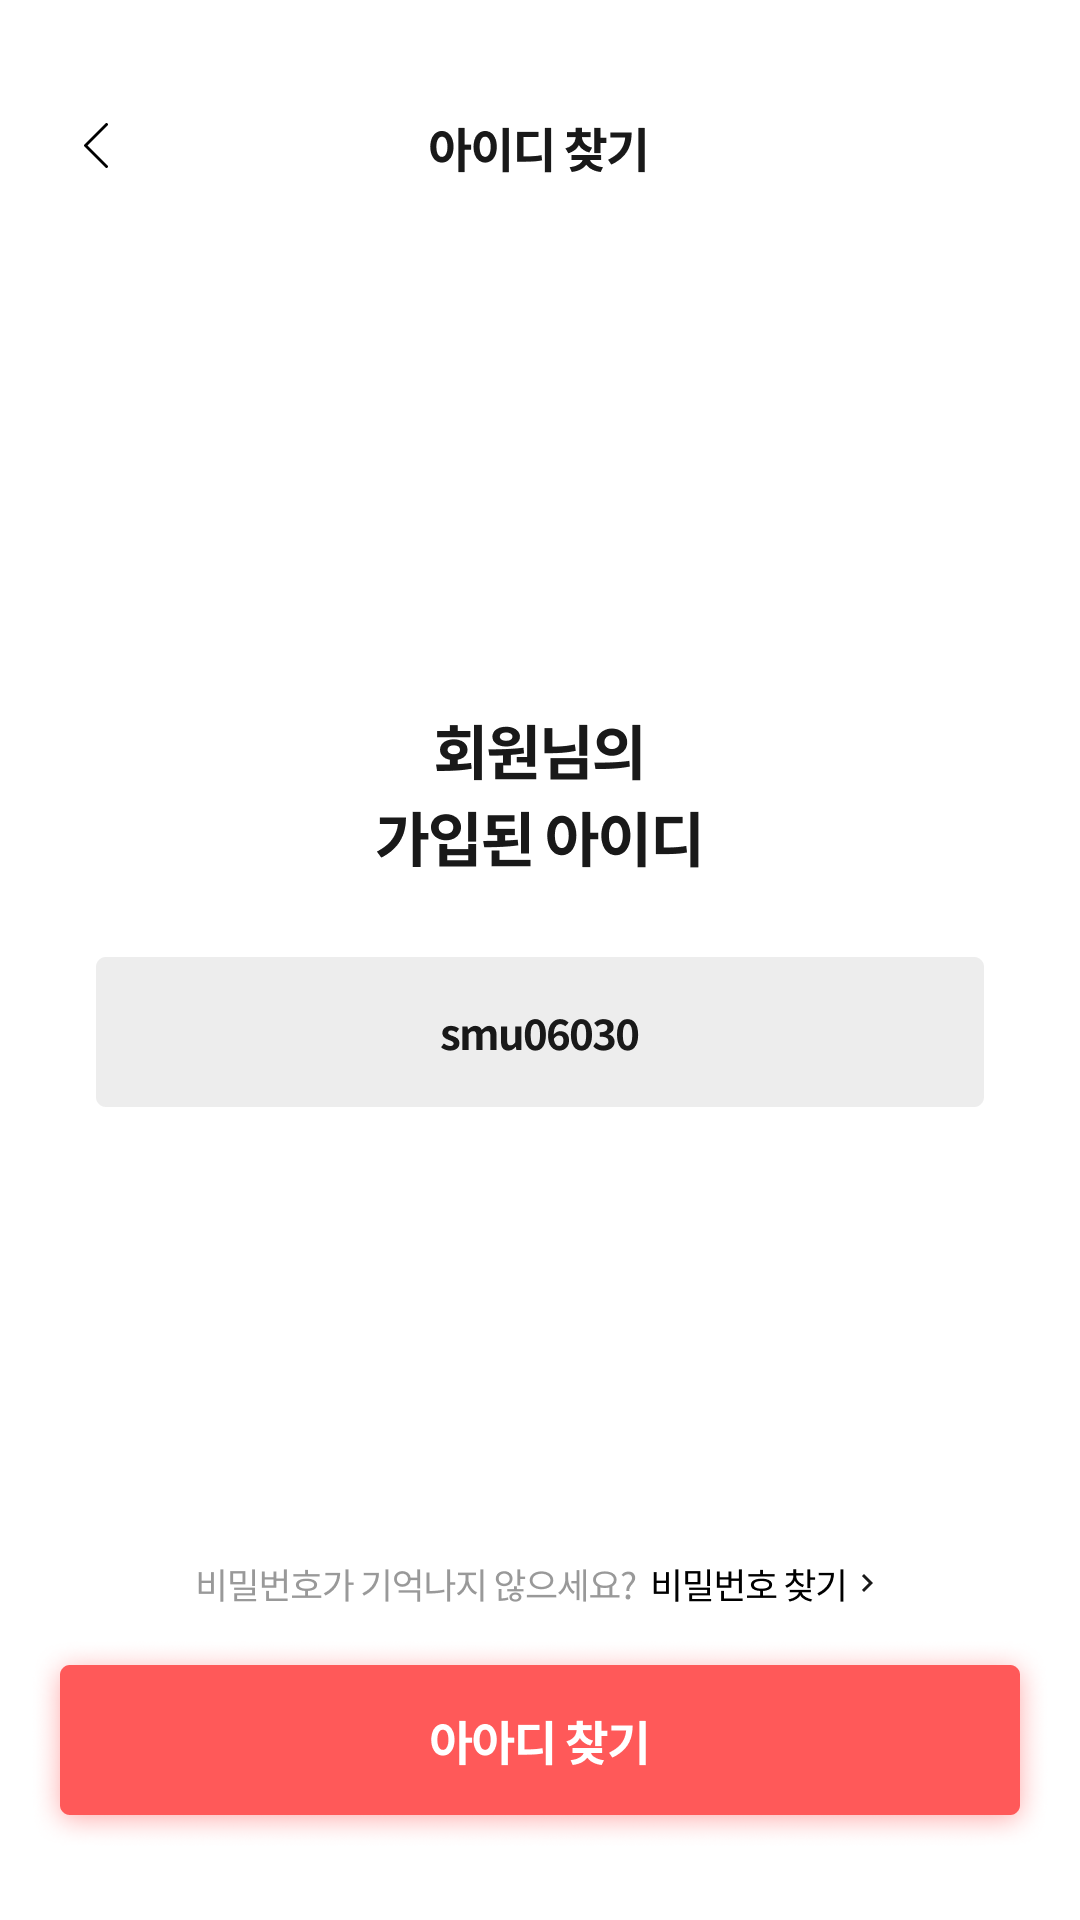 아이디 찾기
회원님의
가입된 아이디
smu06030
비밀번호가 기억나지 않으세요? 비밀번호 찾기
아아디 찾기